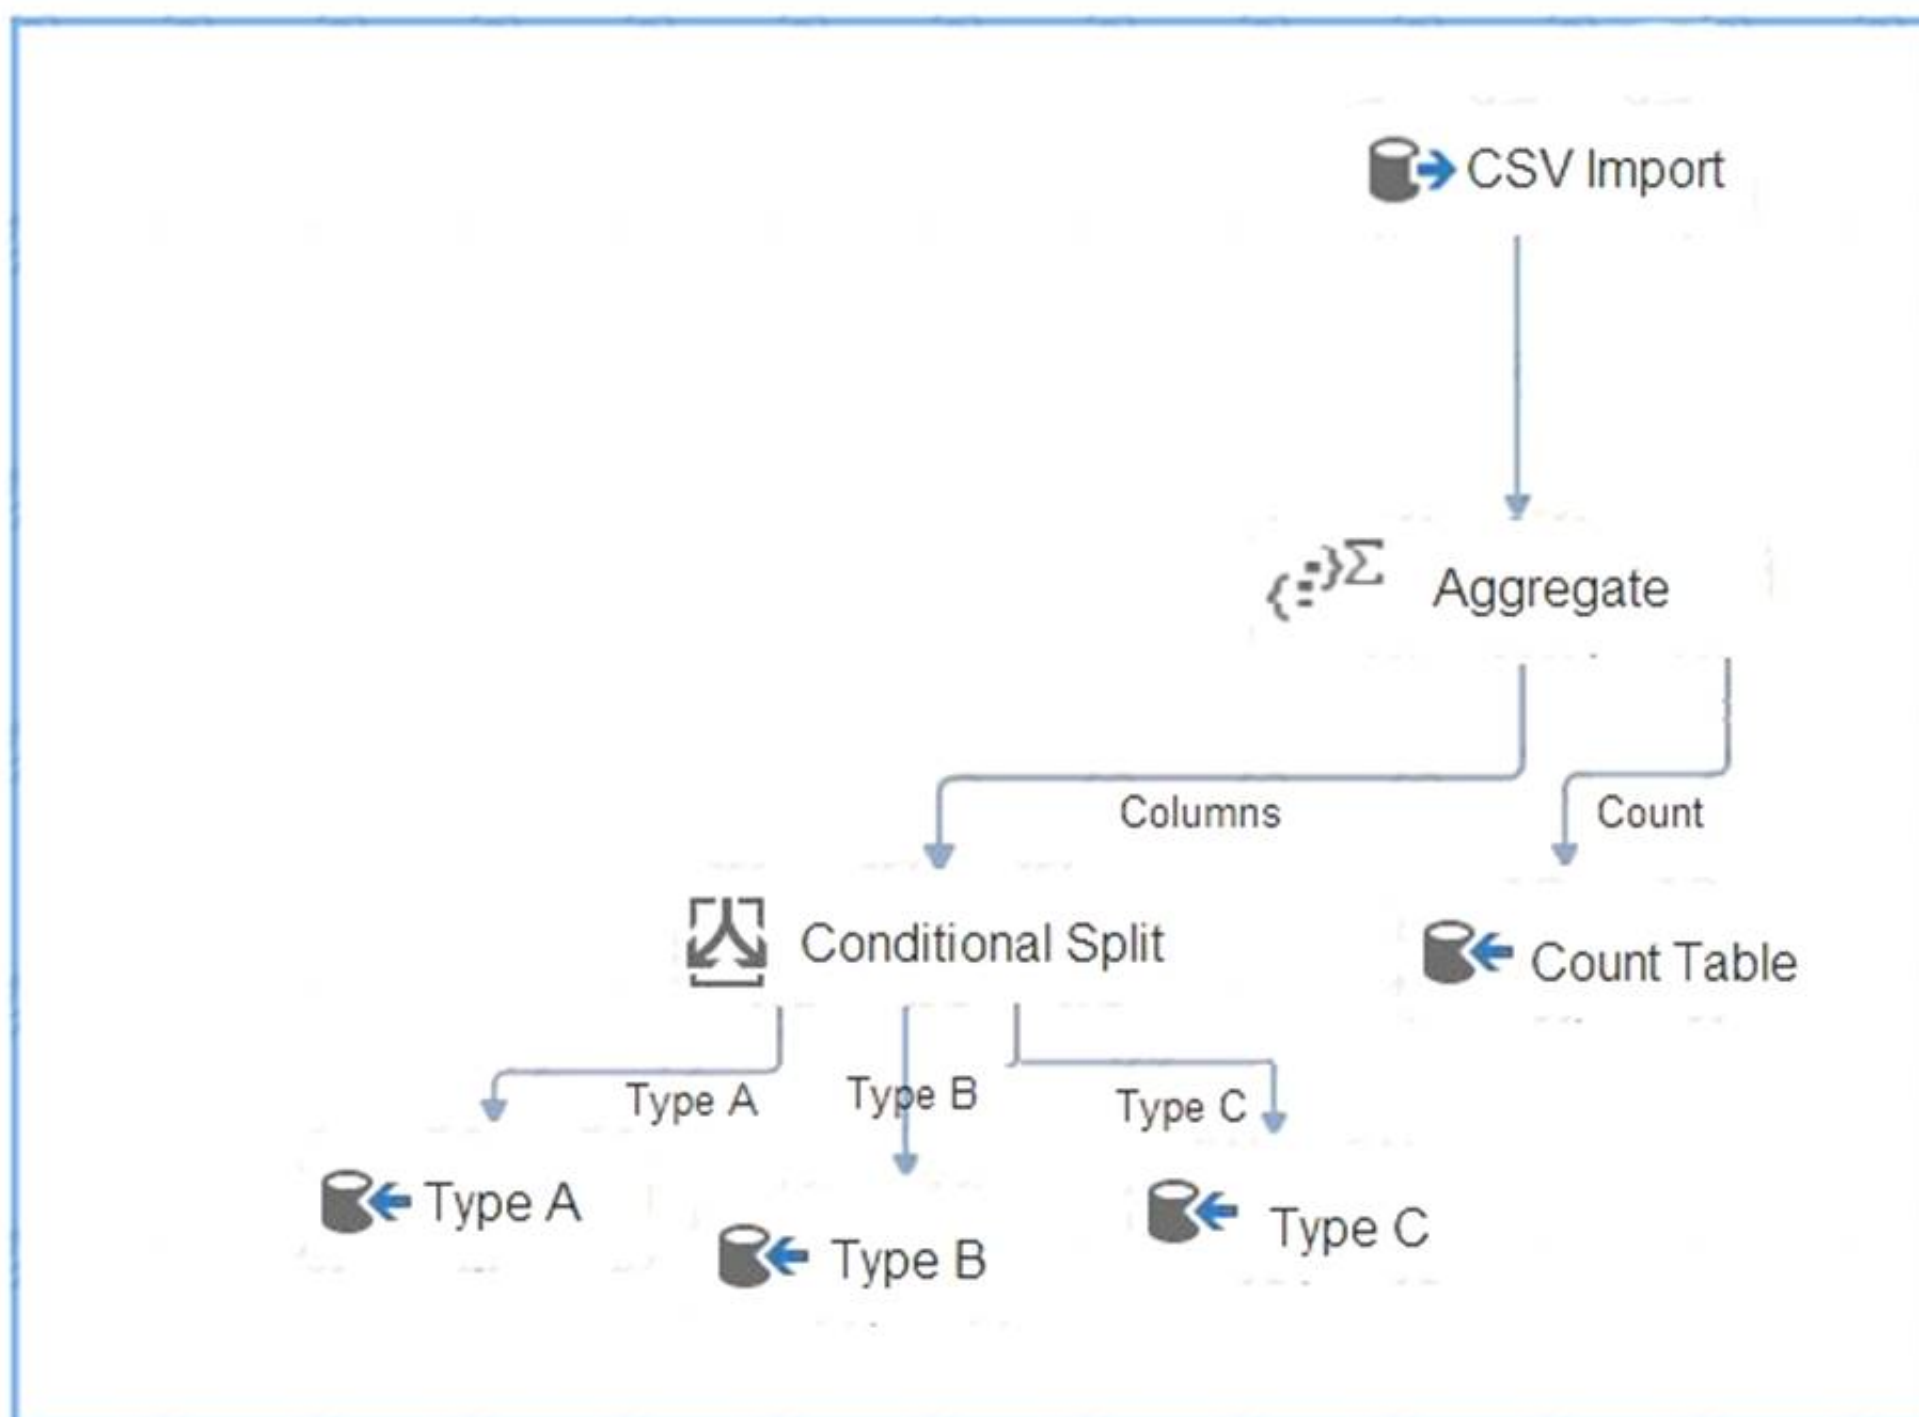 CSV Import
Aggregate
Columns
Count
Conditional Split
Count Table
Type A
Type B
Type C
Type A
Type B
Type C